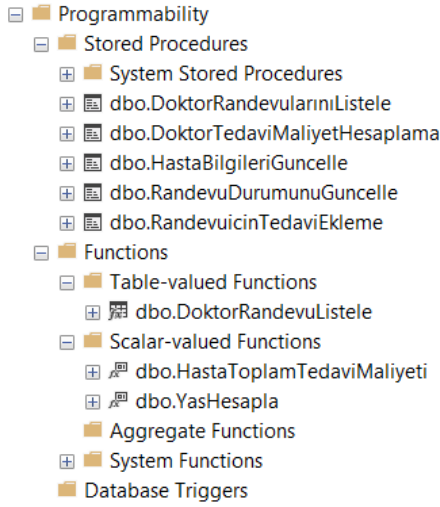 Programmability
Stored Procedures
System Stored Procedures
dbo.DoktorRandevularınıListele
dbo.DoktorTedaviMaliyetHesaplama
dbo.HastaBilgileriGuncelle
dbo.RandevuDurumunuGuncelle
dbo.RandevuicinTedaviEkleme
Functions
Table-valued Functions
dbo.DoktorRandevuListele
Scalar-valued Functions
dbo.HastaToplamTedaviMaliyeti
dbo.YasHesapla
Aggregate Functions
System Functions
Database Triggers